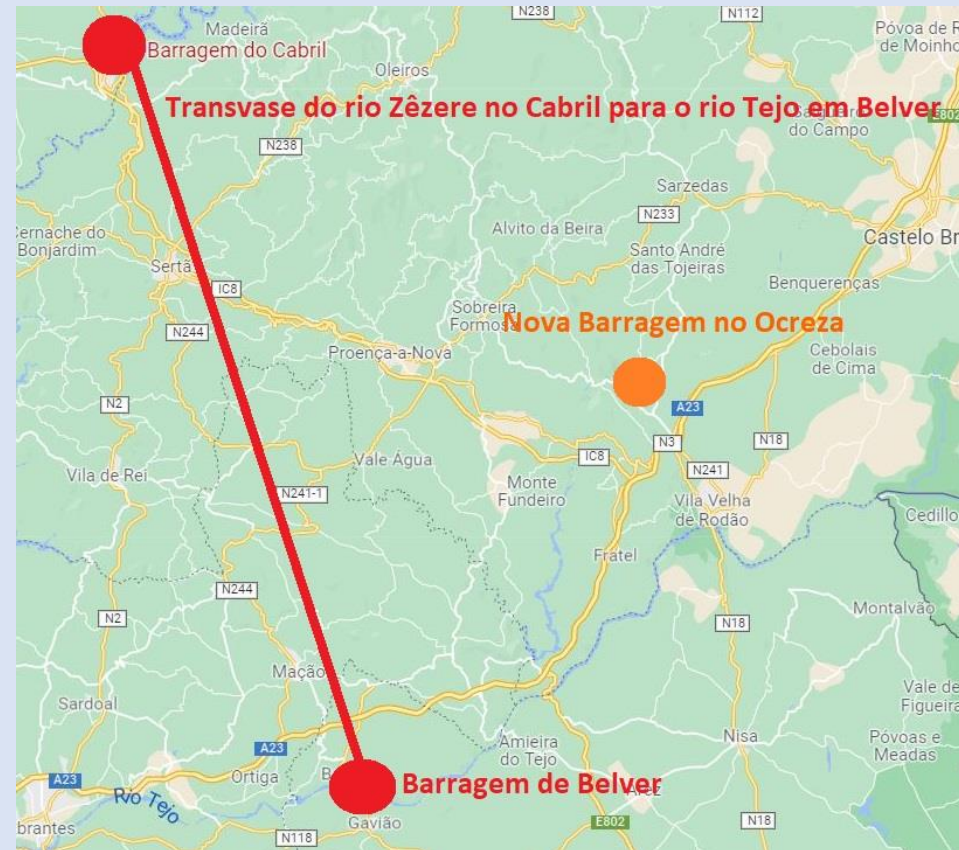 N238
N112
Madeirã
Póvoa de R
de Moinho
Barragem do Cabril
Oleiros
Transvase do rio Zêzere no Cabril para o rio Tejo em Belver
do Campo
E802
N238
Sarzedas
N233
Cernache do
Bonjardim
Alvito da Beira
Santo André
das Tojeiras
Castelo Br
Sertã
IC8
Benquerenças
Sobreira
Formosa
Nova Barragem no Ocreza
N244
Proença-a-Nova
Cebolais
de Cima
N2
A23
N3
N18
Vale Água
IC8
N241
Vila de Rei
N241-1
Monte
Fundeiro
Vila Velha
de Rodão
Cedillo
Fratel
N244
N2
N18
Montalvão
Mação
Sardoal
Vale de
Figueira
A23
Amieira
do Tejo
Nisa
Póvoas e
Meadas
A23
Ortiga
B
Barragem de Belver
Rio Tejo
brantes
Gavião
E802
N18
N118